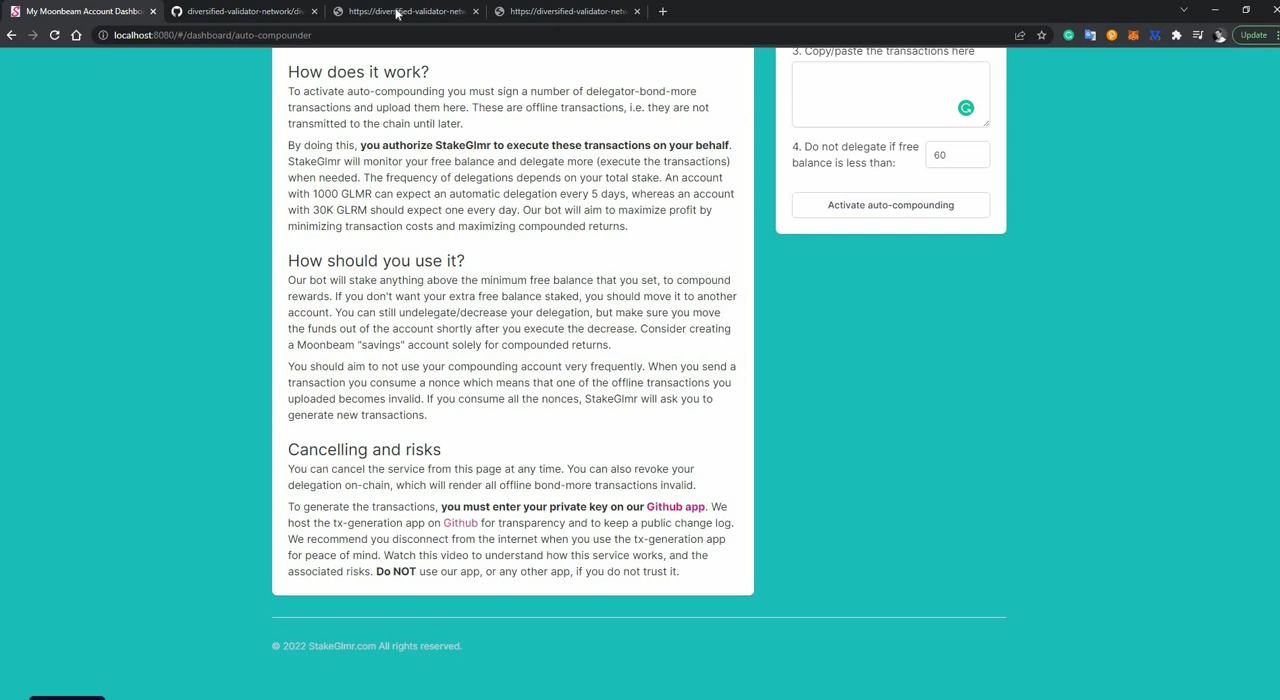 My Moonbeam Account Dashbo
diversified-validator-network/di
https://diversified-validator-netw
https://diversified-validator-netw
localhost:8080/#/dashboard/auto-compounder
Update
How does it work?
To activate auto-compounding you must sign a number of delegator-bond-more
transactions and upload them here. These are offline transactions, i.e. they are not
transmitted to the chain until later.
By doing this, you authorize StakeGlmr to execute these transactions on your behalf.
StakeGlmr will monitor your free balance and delegate more (execute the transactions)
when needed. The frequency of delegations depends on your total stake. An account
with 1000 GLMR can expect an automatic delegation every 5 days, whereas an account
with 30K GLRM should expect one every day. Our bot will aim to maximize profit by
minimizing transaction costs and maximizing compounded returns.
How should you use it?
Our bot will stake anything above the minimum free balance that you set, to compound
rewards. If you don't want your extra free balance staked, you should move it to another
account. You can still undelegate/decrease your delegation, but make sure you move
the funds out of the account shortly after you execute the decrease. Consider creating
a Moonbeam "savings" account solely for compounded returns.
You should aim to not use your compounding account very frequently. When you send a
transaction you consume a nonce which means that one of the offline transactions you
uploaded becomes invalid. If you consume all the nonces, StakeGlmr will ask you to
generate new transactions.
Cancelling and risks
You can cancel the service from this page at any time. You can also revoke your
delegation on-chain, which will render all offline bond-more transactions invalid.
To generate the transactions, you must enter your private key on our Github app. We
host the tx-generation app on Github for transparency and to keep a public change log.
We recommend you disconnect from the internet when you use the tx-generation app
for peace of mind. Watch this video to understand how this service works, and the
associated risks. Do NOT use our app, or any other app, if you do not trust it.
3. Copy/paste the transactions here
4. Do not delegate if free
balance is less than:
60
Activate auto-compounding
© 2022 StakeGlmr.com All rights reserved.